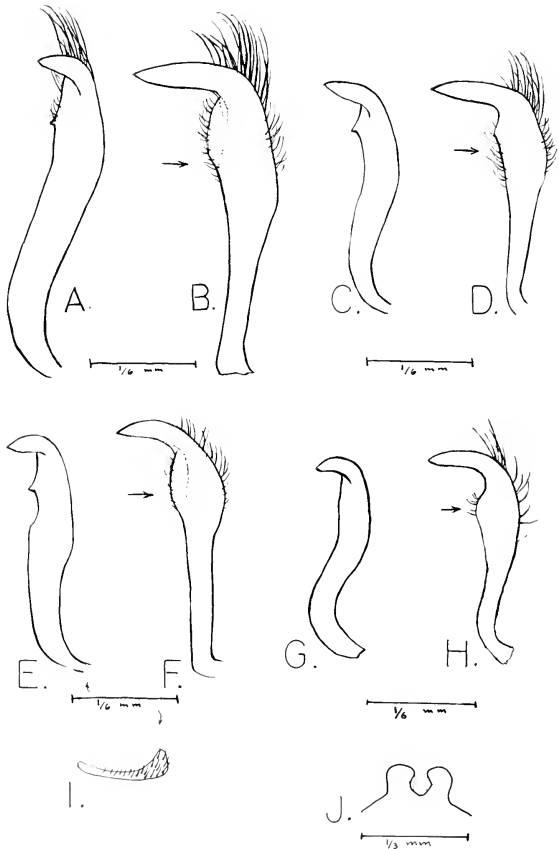 A. B. C. D.
1/6 mm 1/6 mm
E. F. G. H.
1/6 mm 1/6 mm
I. J.
1/3 mm